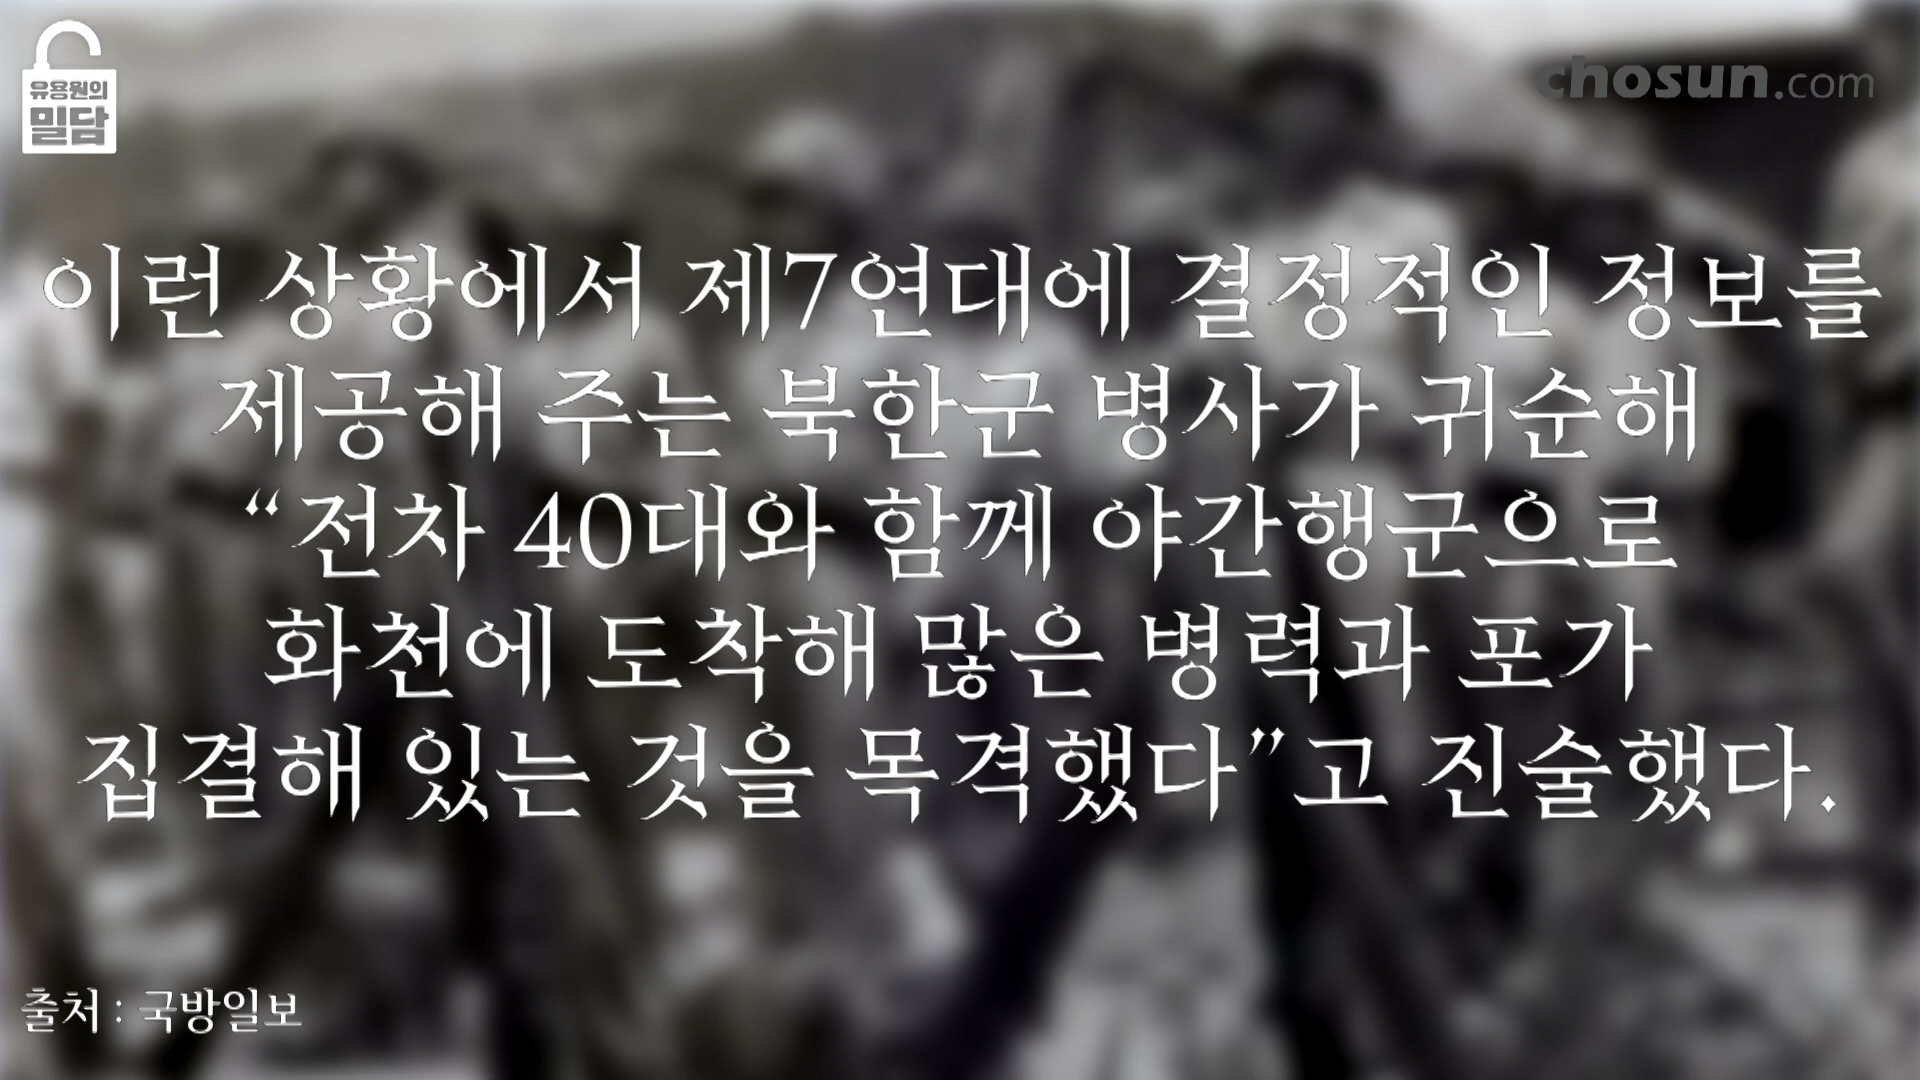 유용원의
밀담
chosun.com
이런 상황에서 제7연대에 결정적인 정보를
제공해 주는 북한군 병사가 귀순해
“전차 40대와 함께 야간행군으로
화천에 도착해 많은 병력과 포가
집결해 있는 것을 목격했다”고 진술했다.
출처 : 국방일보